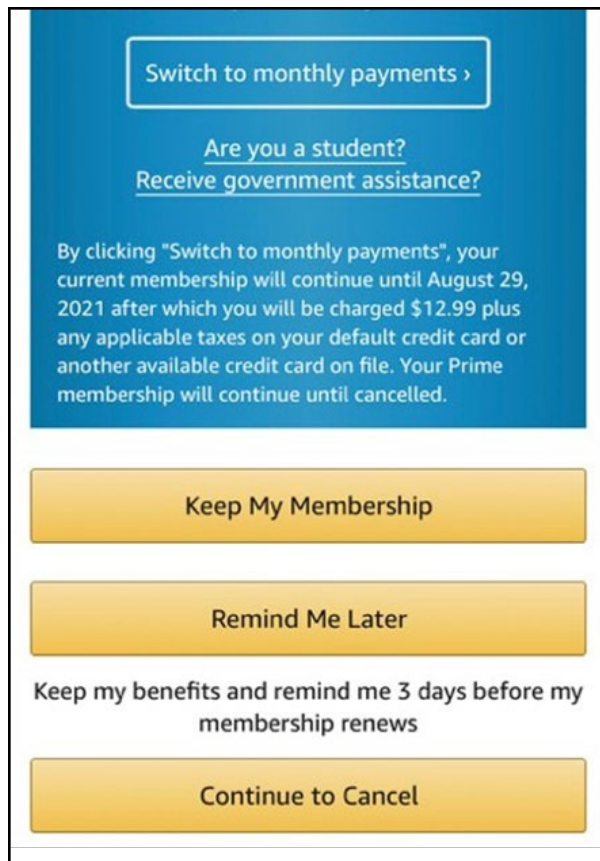 Switch to monthly payments ›
Are you a student?
Receive government assistance?
By clicking "Switch to monthly payments", your
current membership will continue until August 29,
2021 after which you will be charged $12.99 plus
any applicable taxes on your default credit card or
another available credit card on file. Your Prime
membership will continue until cancelled.
Keep My Membership
Remind Me Later
Keep my benefits and remind me 3 days before my
membership renews
Continue to Cancel